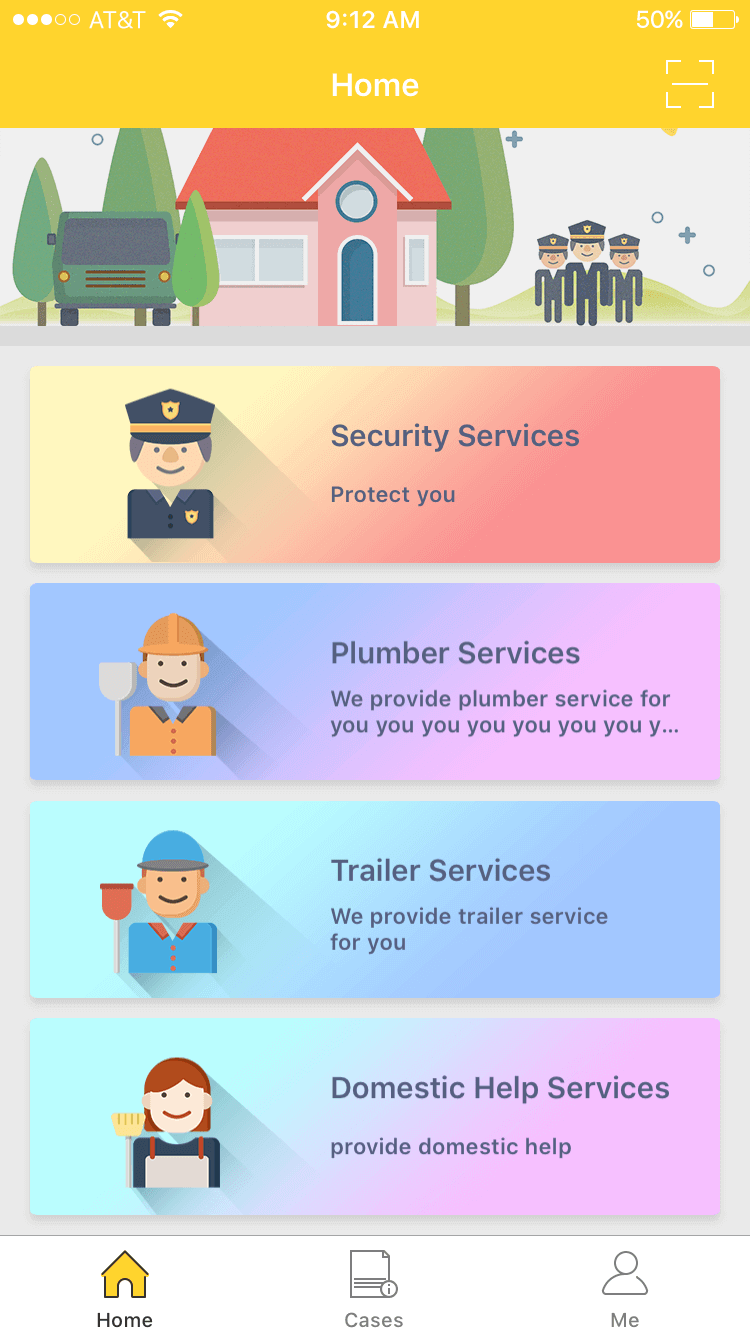 AT&T 9:12 AM 50%
Home
Security Services
Protect you
Plumber Services
We provide plumber service for
you you you you you you you y...
Trailer Services
We provide trailer service
for you
Domestic Help Services
provide domestic help
Home Cases Me